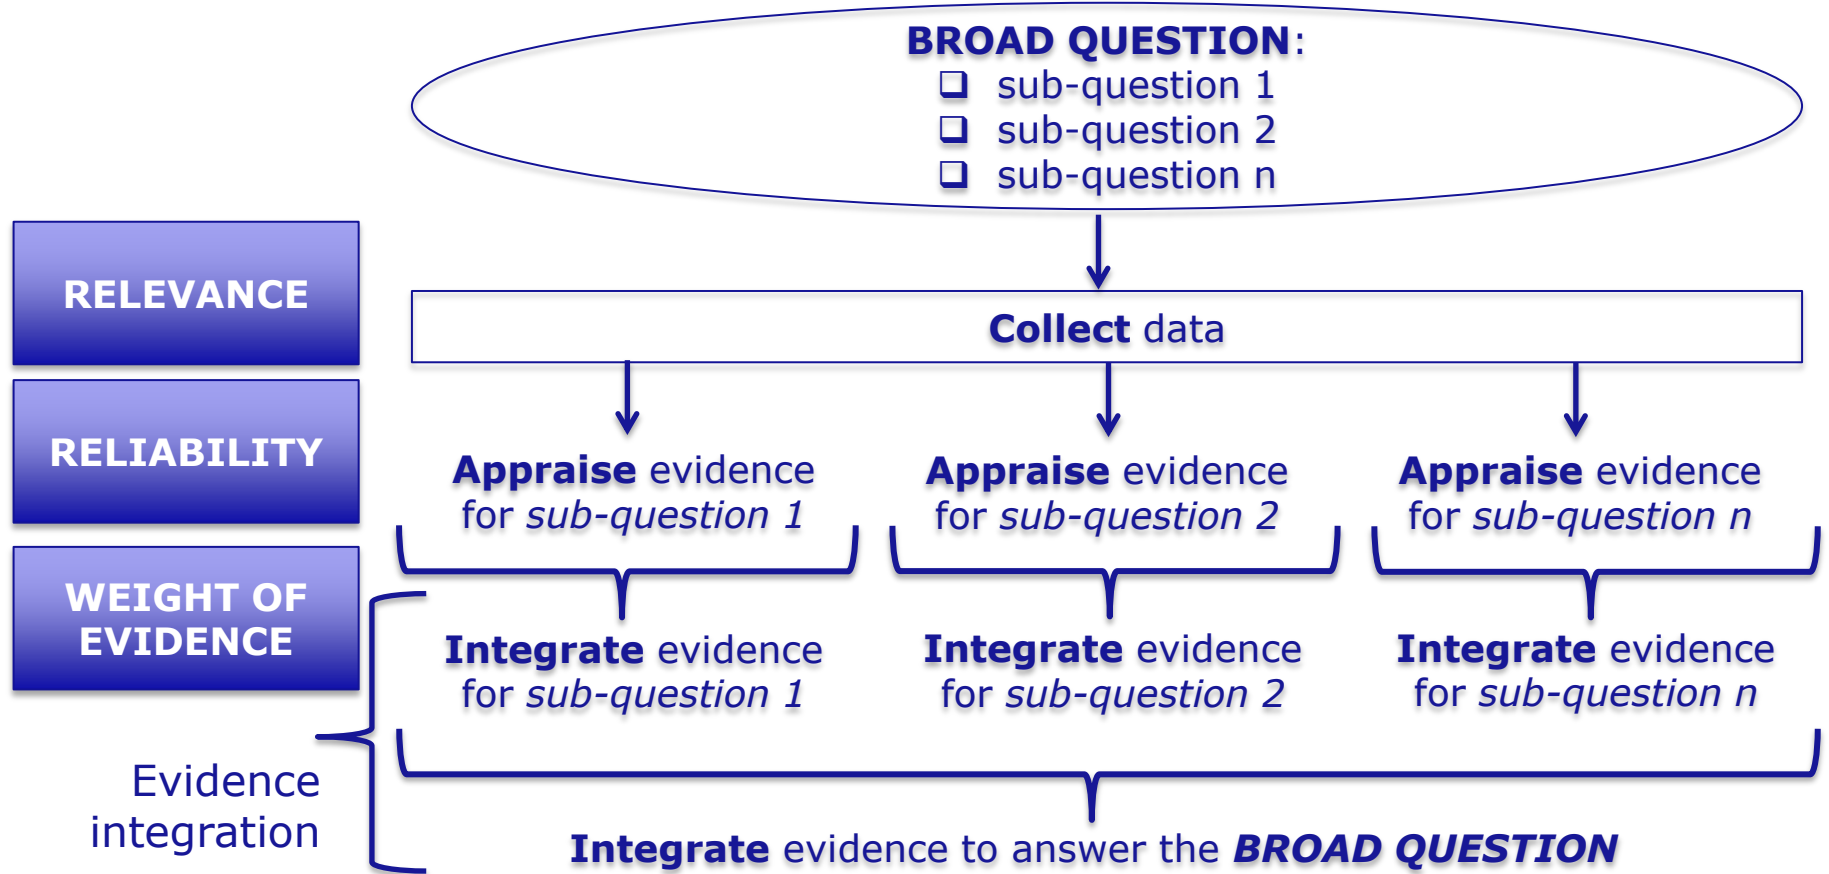 BROAD QUESTION:
❑ sub-question 1
❑ sub-question 2
❑ sub-question n
RELEVANCE
Collect data
RELIABILITY
Appraise evidence
for sub-question 1
Appraise evidence
for sub-question 2
Appraise evidence
for sub-question n
WEIGHT OF
EVIDENCE
Integrate evidence
for sub-question 1
Integrate evidence
for sub-question 2
Integrate evidence
for sub-question n
Evidence
integration
Integrate evidence to answer the BROAD QUESTION